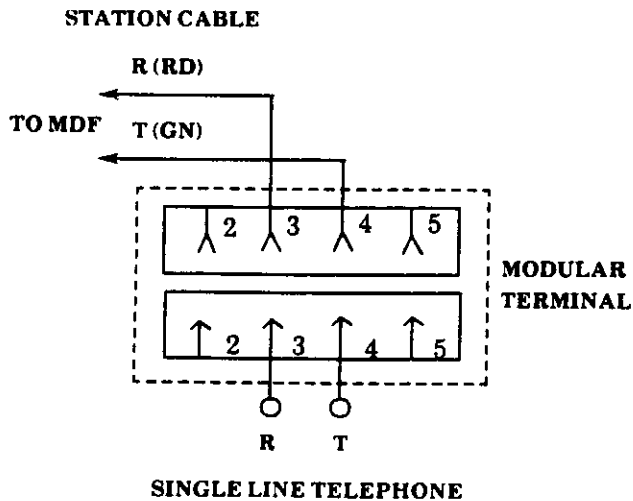 STATION CABLE
R (RD)
TO MDF T (GN)
2 3 4 5
MODULAR
TERMINAL
2 3 4 5
R T
SINGLE LINE TELEPHONE